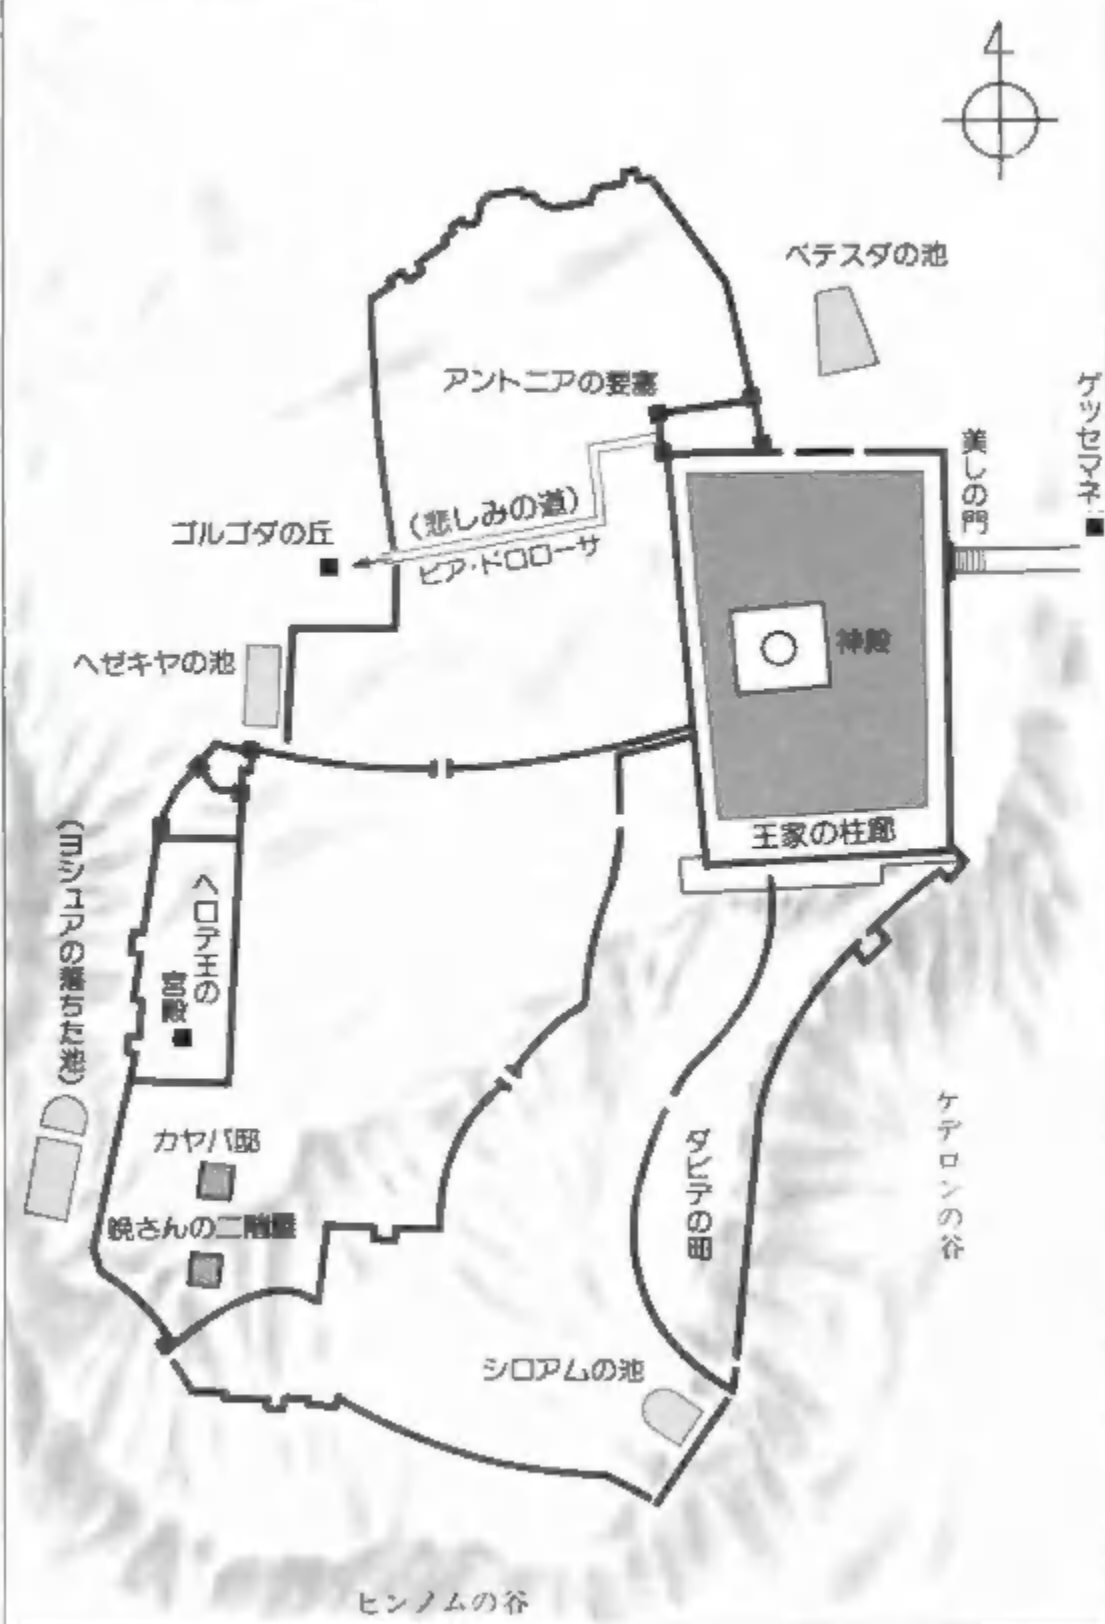 ベテスダの池
アントニアの要塞
ゲッセマネ
美しの門
(悲しみの道)
ビア・ドロローサ
ゴルゴダの丘
神殿
ヘゼキヤの池
王家の柱廊
(ヨシュアの落ちた池)
ヘロデ王の
宮殿
カヤパ邸
晩さんの二階屋
ダビデの町
ケデロンの谷
シロアムの池
ヒンノムの谷